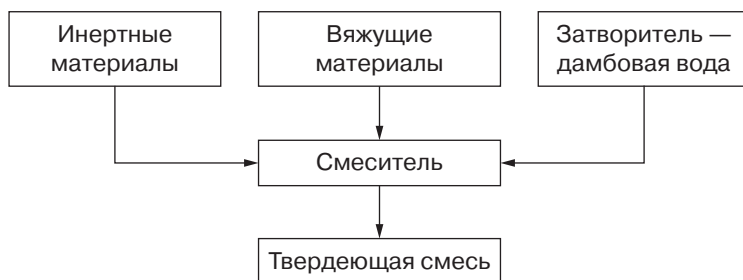 Инертные
материалы
Вяжущие
материалы
Затворитель —
дамбовая вода
Смеситель
Твердеющая смесь